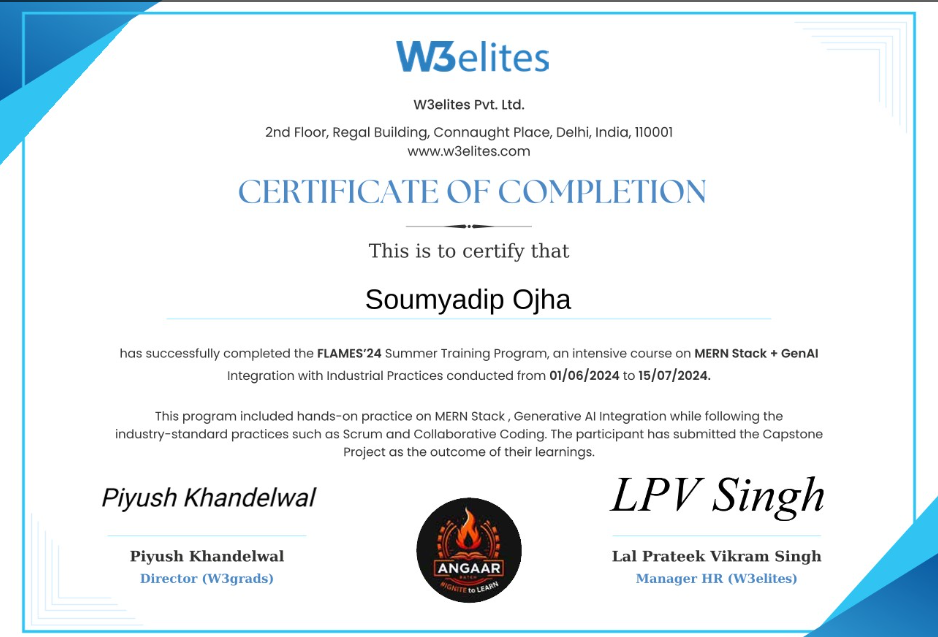 W3elites
W3elites Pvt. Ltd.
2nd Floor, Regal Building, Connaught Place, Delhi, India, 110001
www.w3elites.com
CERTIFICATE OF COMPLETION
This is to certify that
Soumyadip Ojha
has successfully completed the FLAMES’24 Summer Training Program, an intensive course on MERN Stack + GenAI
Integration with Industrial Practices conducted from 01/06/2024 to 15/07/2024.
This program included hands-on practice on MERN Stack , Generative AI Integration while following the
industry-standard practices such as Scrum and Collaborative Coding. The participant has submitted the Capstone
Project as the outcome of their learnings.
Piyush Khandelwal
Piyush Khandelwal
Director (W3grads)
ANGAAR
BATCH
#IGNITE to LEARN
LPV Singh
Lal Prateek Vikram Singh
Manager HR (W3elites)